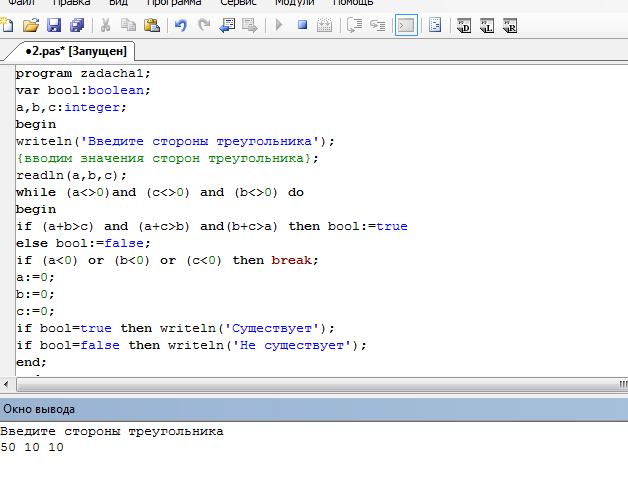 Файл Правка Вид Программа Сервис Модули Помощь
●2.pas* [Запущен]
program zadacha1;
var bool:boolean;
a,b,c:integer;
begin
writeln('Введите стороны треугольника');
{вводим значения сторон треугольника};
readln(a,b,c);
while (a<>0)and (c<>0) and (b<>0) do
begin
if (a+b>c) and (a+c>b) and(b+c>a) then bool:=true
else bool:=false;
if (a<0) or (b<0) or (c<0) then break;
a:=0;
b:=0;
c:=0;
if bool=true then writeln('Существует');
if bool=false then writeln('Не существует');
end;
Окно вывода
Введите стороны треугольника
50 10 10